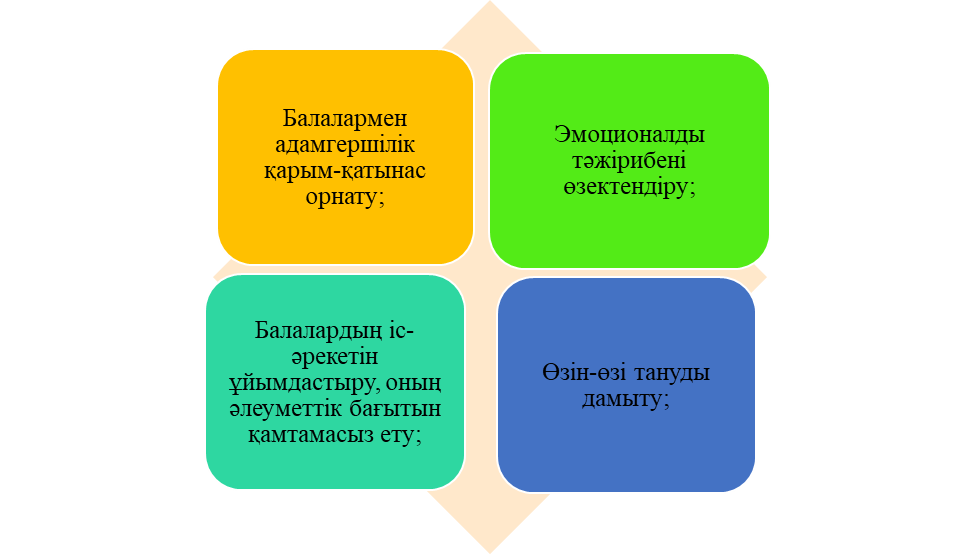 Балалармен
адамгершілік
қарым-қатынас
орнату;
Эмоционалды
тәжірибені
өзектендіру;
Балалардың іс-
әрекетін
ұйымдастыру, оның
әлеуметтік бағытын
қамтамасыз ету;
Өзін-өзі тануды
дамыту;